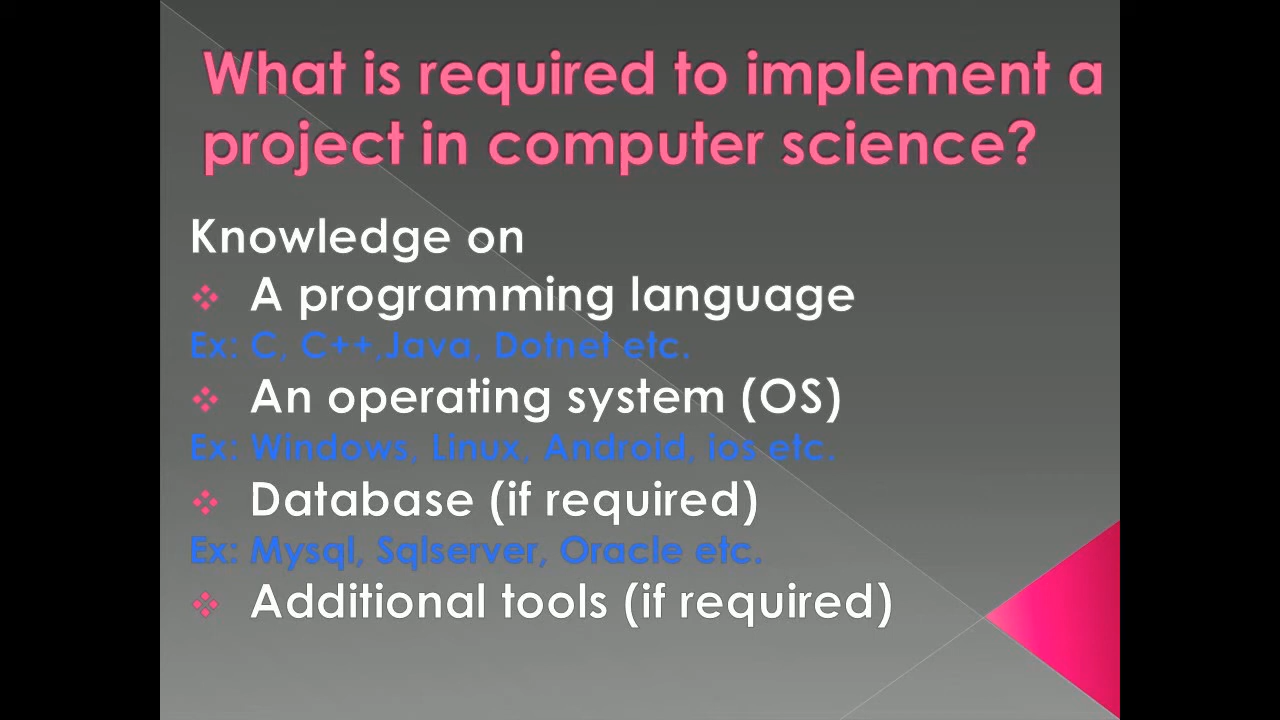 What is required to implement a
project in computer science?
Knowledge on
❖ A programming language
Ex: C, C++,Java, Dotnet etc.
❖ An operating system (OS)
Ex: Windows, Linux, Android, ios etc.
❖ Database (if required)
Ex: Mysql, Sqlserver, Oracle etc.
❖ Additional tools (if required)